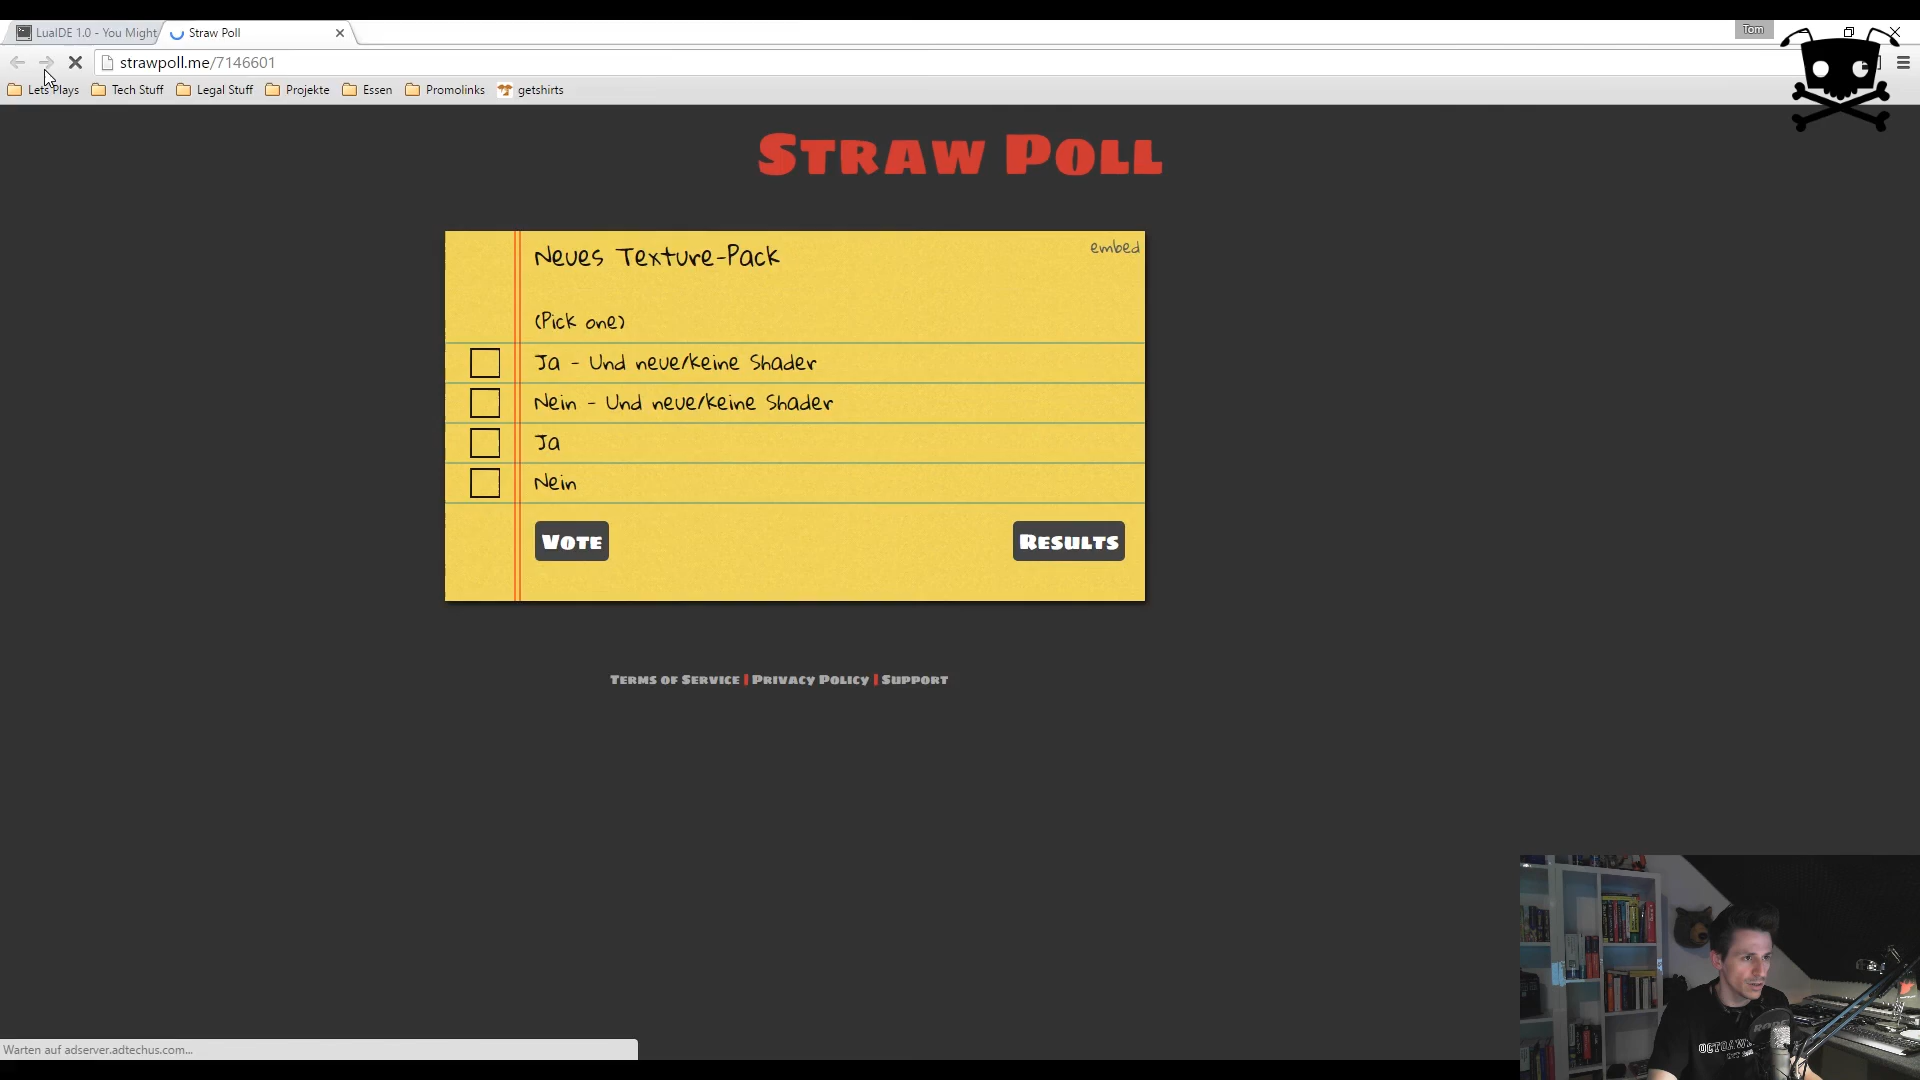 LuaIDE 1.0 - You Might
Straw Poll
Tom
strawpoll.me/7146601
Lets Plays
Tech Stuff
Legal Stuff
Projekte
Essen
Promolinks
getshirts
STRAW POLL
Neues Texture-Pack
embed
(Pick one)
Ja - Und neue/keine Shader
Nein - Und neue/keine Shader
Ja
Nein
VOTE
RESULTS
TERMS OF SERVICE | PRIVACY POLICY | SUPPORT
Warten auf adserver.adtechus.com...